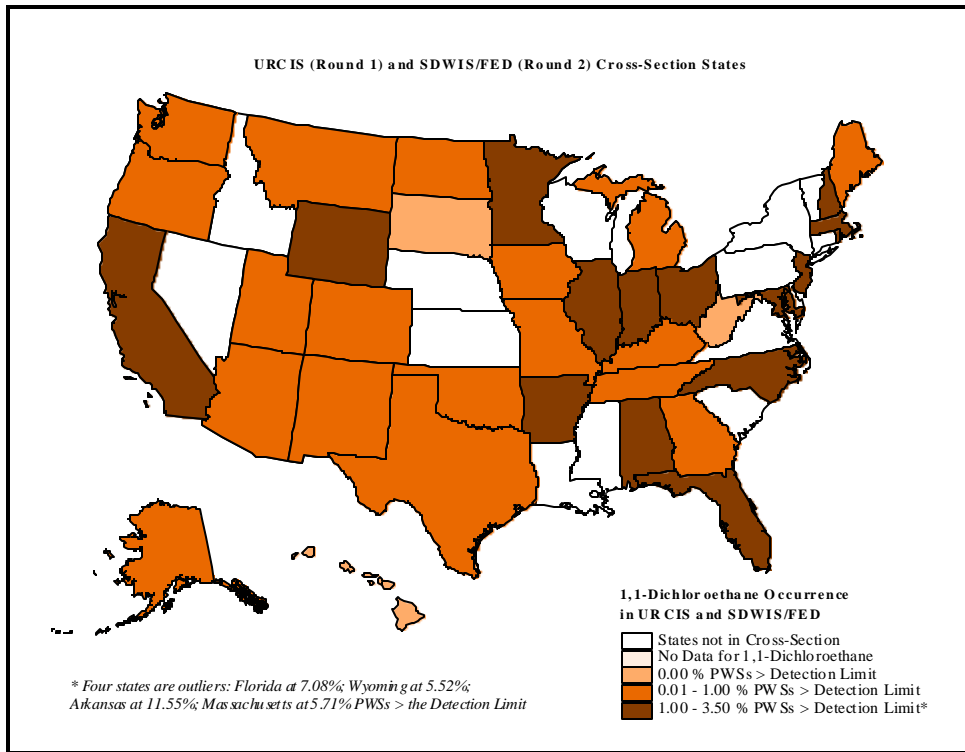 URCIS (Round 1) and SDWIS/FED (Round 2) Cross-Section States
1,1-Dichloroethane Occurrence
in URCIS and SDWIS/FED
States not in Cross-Section
No Data for 1,1-Dichloroethane
0.00 % PWSs > Detection Limit
0.01 - 1.00 % PWSs > Detection Limit
1.00 - 3.50 % PWSs > Detection Limit*
* Four states are outliers: Florida at 7.08%; Wyoming at 5.52%;
Arkansas at 11.55%; Massachusetts at 5.71% PWSs > the Detection Limit